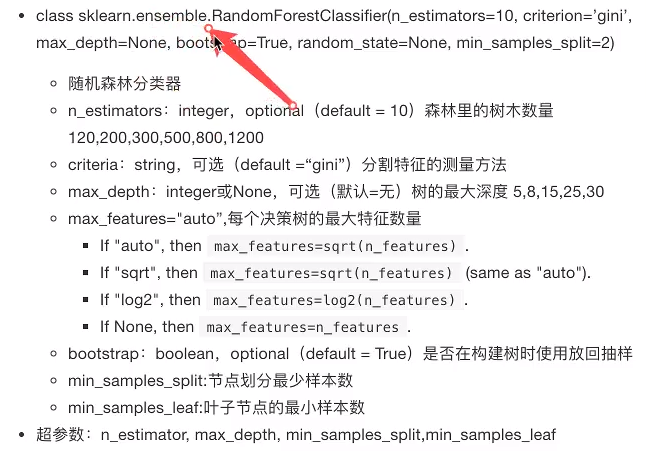 class sklearn.ensemble.RandomForestClassifier(n_estimators=10, criterion=’gini’,
max_depth=None, bootstrap=True, random_state=None, min_samples_split=2)
随机森林分类器
n_estimators：integer，optional（default = 10）森林里的树木数量
120,200,300,500,800,1200
criteria：string，可选（default =“gini”）分割特征的测量方法
max_depth：integer或None，可选（默认=无）树的最大深度 5,8,15,25,30
max_features="auto”,每个决策树的最大特征数量
If "auto", then max_features=sqrt(n_features) .
If "sqrt", then max_features=sqrt(n_features) (same as "auto").
If "log2", then max_features=log2(n_features) .
If None, then max_features=n_features .
bootstrap：boolean，optional（default = True）是否在构建树时使用放回抽样
min_samples_split:节点划分最少样本数
min_samples_leaf:叶子节点的最小样本数
超参数：n_estimator, max_depth, min_samples_split,min_samples_leaf